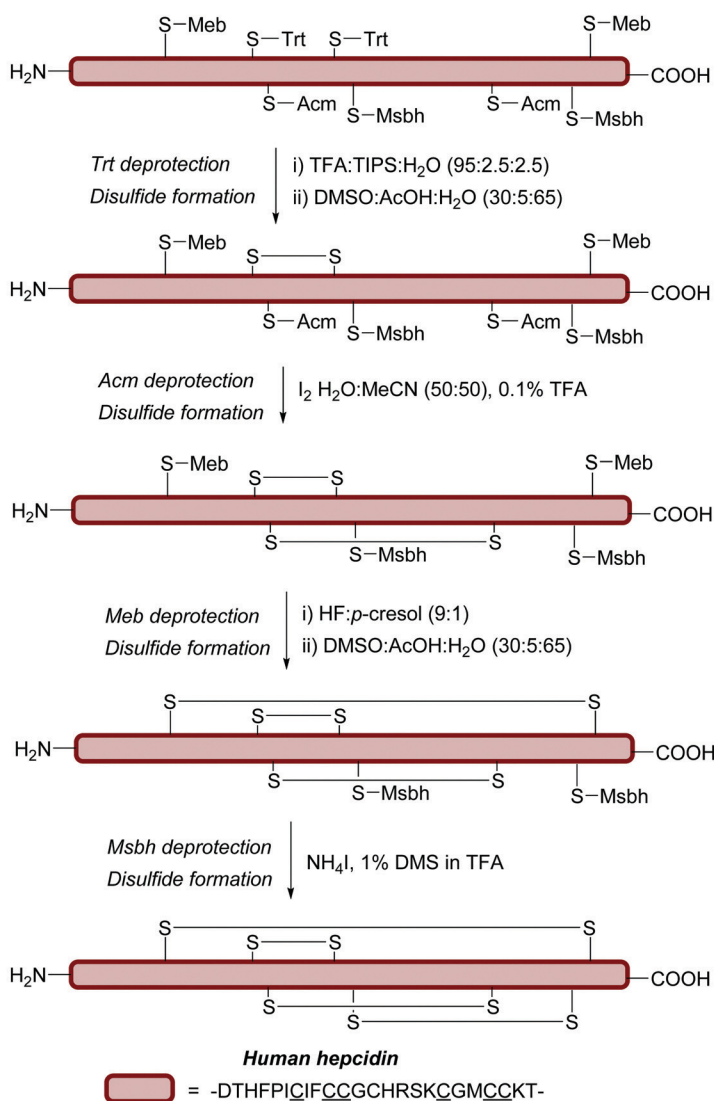 S–Meb
S–Trt
S–Trt
S–Meb
H₂N
COOH
S–Acm
S–Msbh
S–Acm
S–Msbh
Trt deprotection
i) TFA:TIPS:H₂O (95:2.5:2.5)
Disulfide formation
ii) DMSO:AcOH:H₂O (30:5:65)
S–Meb
S
S
S–Meb
H₂N
COOH
S–Acm
S–Msbh
S–Acm
S–Msbh
Acm deprotection
I₂ H₂O:MeCN (50:50), 0.1% TFA
Disulfide formation
S–Meb
S
S
S–Meb
H₂N
COOH
S
S–Msbh
S
S–Msbh
Meb deprotection
i) HF:p-cresol (9:1)
Disulfide formation
ii) DMSO:AcOH:H₂O (30:5:65)
S
S
S
S
H₂N
COOH
S
S–Msbh
S
S–Msbh
Msbh deprotection
NH₄I, 1% DMS in TFA
Disulfide formation
S
S
S
S
H₂N
COOH
S
S
S
S
Human hepcidin
= -DTHFPICIFCCGCHRSKCGMCCKT-